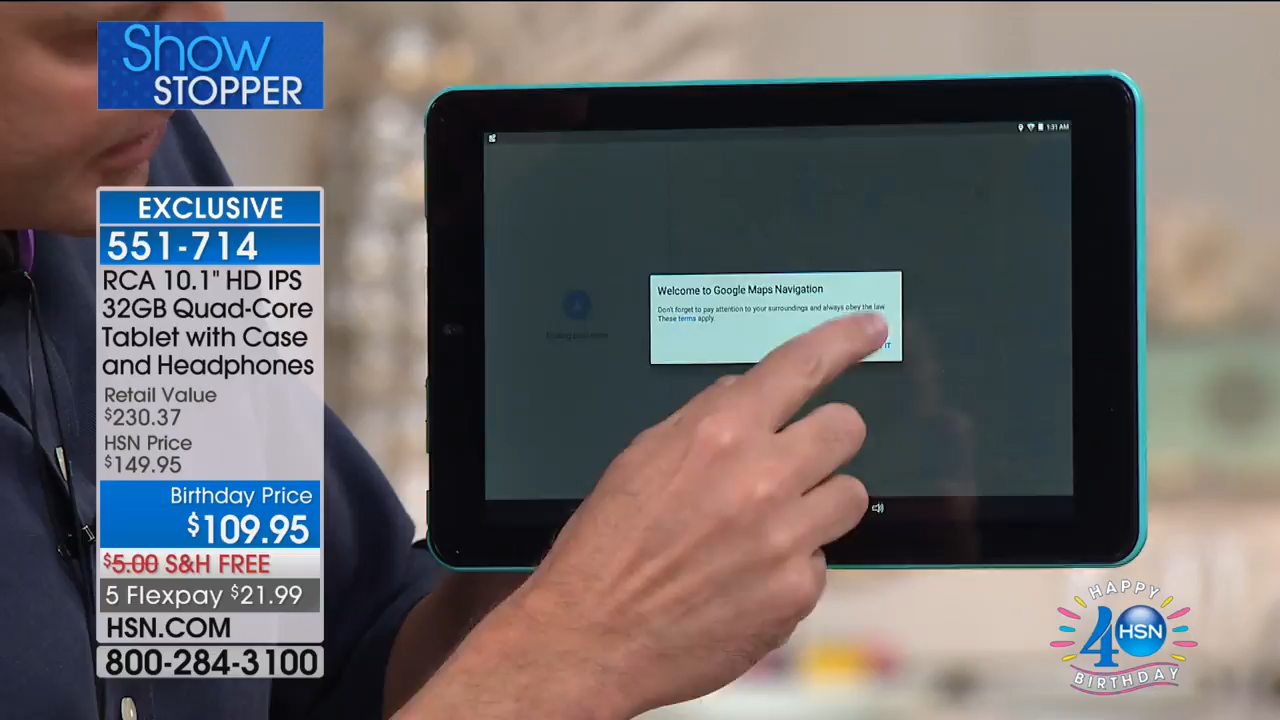 Show
STOPPER
EXCLUSIVE
551-714
RCA 10.1" HD IPS
32GB Quad-Core
Tablet with Case
and Headphones
Retail Value
$230.37
HSN Price
$149.95
Birthday Price
$109.95
$5.00 S&H FREE
5 Flexpay $21.99
HSN.COM
800-284-3100
1:31 AM
Welcome to Google Maps Navigation
Don't forget to pay attention to your surroundings and always obey the law.
These terms apply.
IT
HAPPY
40 HSN
BIRTHDAY